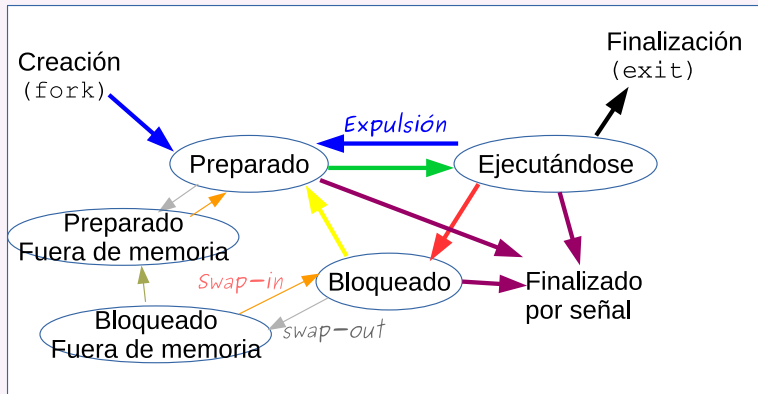 Creación
(fork)
Finalización
(exit)
Expulsión
Preparado
Ejecutándose
Preparado
Fuera de memoria
Swap-in
Bloqueado
Finalizado
por señal
Bloqueado
Fuera de memoria
swap-out